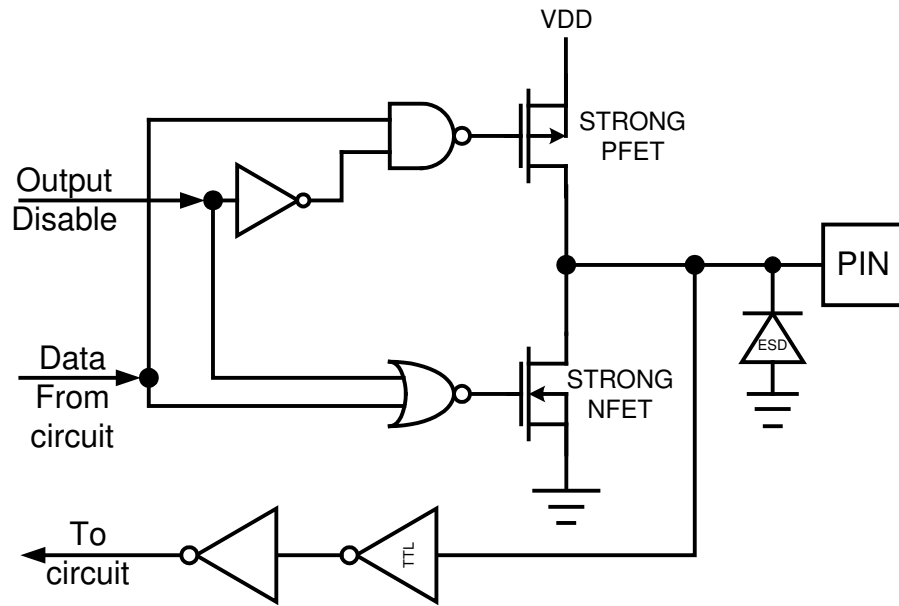 VDD
STRONG
PFET
Output
Disable
PIN
ESD
Data
From
circuit
STRONG
NFET
To
circuit
TTL